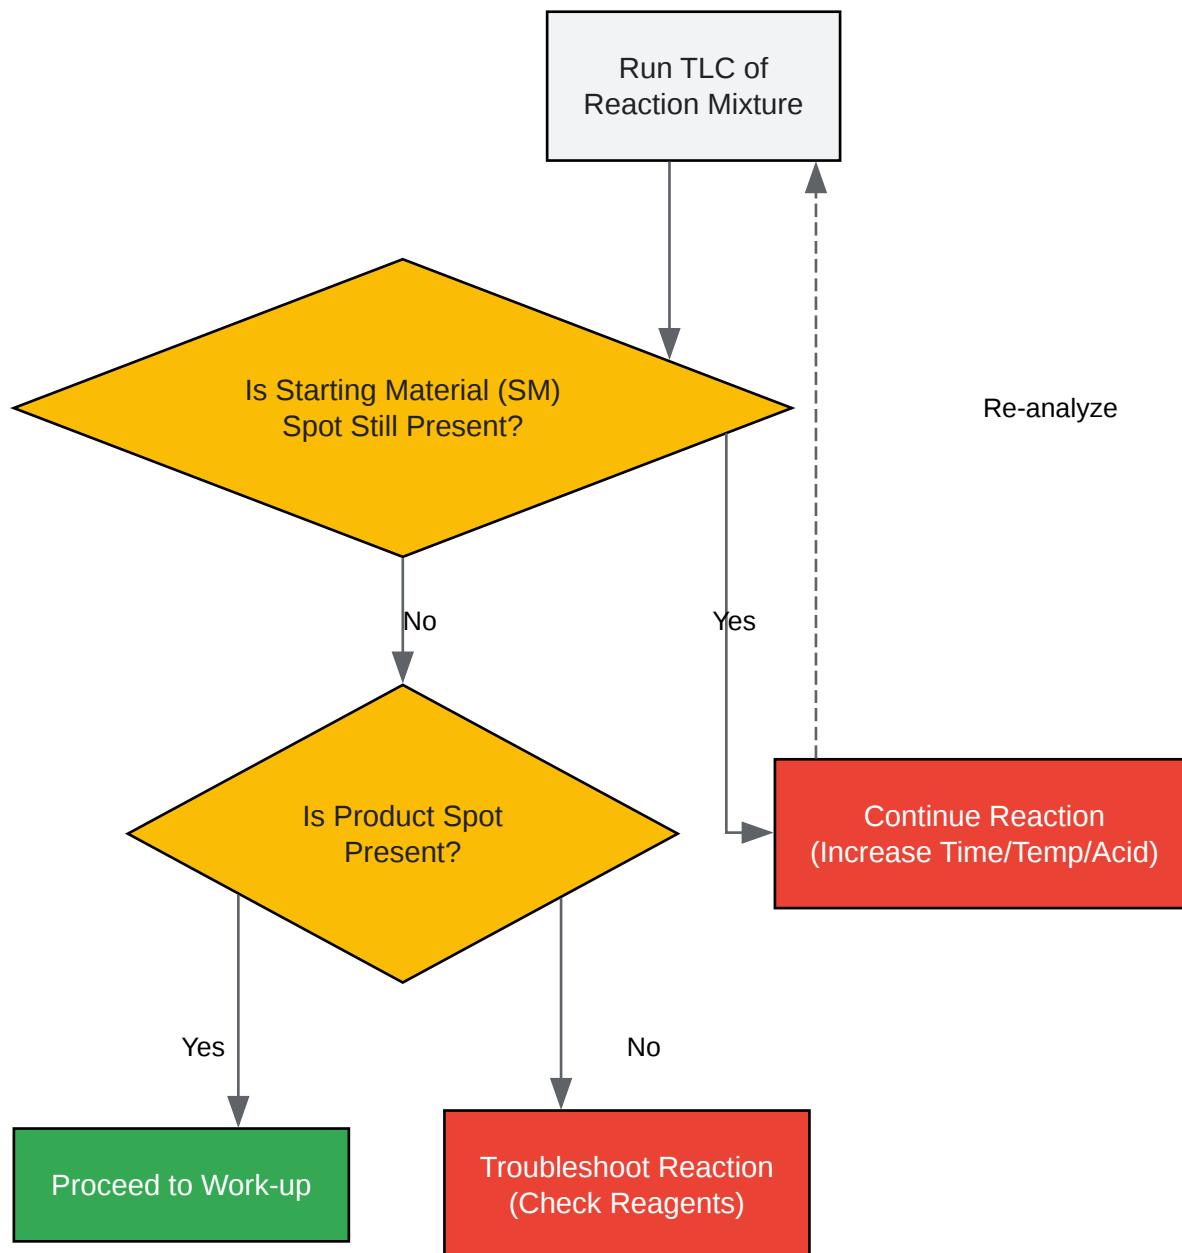 Run TLC of
Reaction Mixture
Is Starting Material (SM)
Spot Still Present?
Re-analyze
No
Yes
Is Product Spot
Present?
Continue Reaction
(Increase Time/Temp/Acid)
Yes
No
Proceed to Work-up
Troubleshoot Reaction
(Check Reagents)